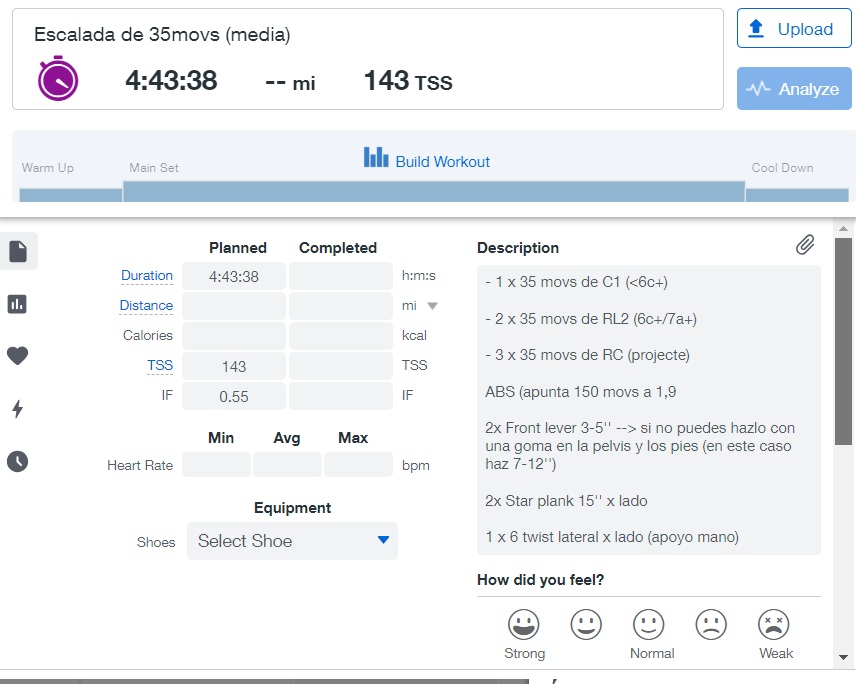 Escalada de 35movs (media)
4:43:38 -- mi 143 TSS
Upload
Analyze
Warm Up Main Set Build Workout Cool Down
Planned Completed
Duration 4:43:38 h:m:s
Distance mi
Calories kcal
TSS 143 TSS
IF 0.55 IF
Min Avg Max
Heart Rate bpm
Equipment
Shoes Select Shoe
Description
- 1 x 35 movs de C1 (<6c+)
- 2 x 35 movs de RL2 (6c+/7a+)
- 3 x 35 movs de RC (projecte)
ABS (apunta 150 movs a 1,9
2x Front lever 3-5'' --> si no puedes hazlo con
una goma en la pelvis y los pies (en este caso
haz 7-12'')
2x Star plank 15'' x lado
1 x 6 twist lateral x lado (apoyo mano)
How did you feel?
Strong Normal Weak